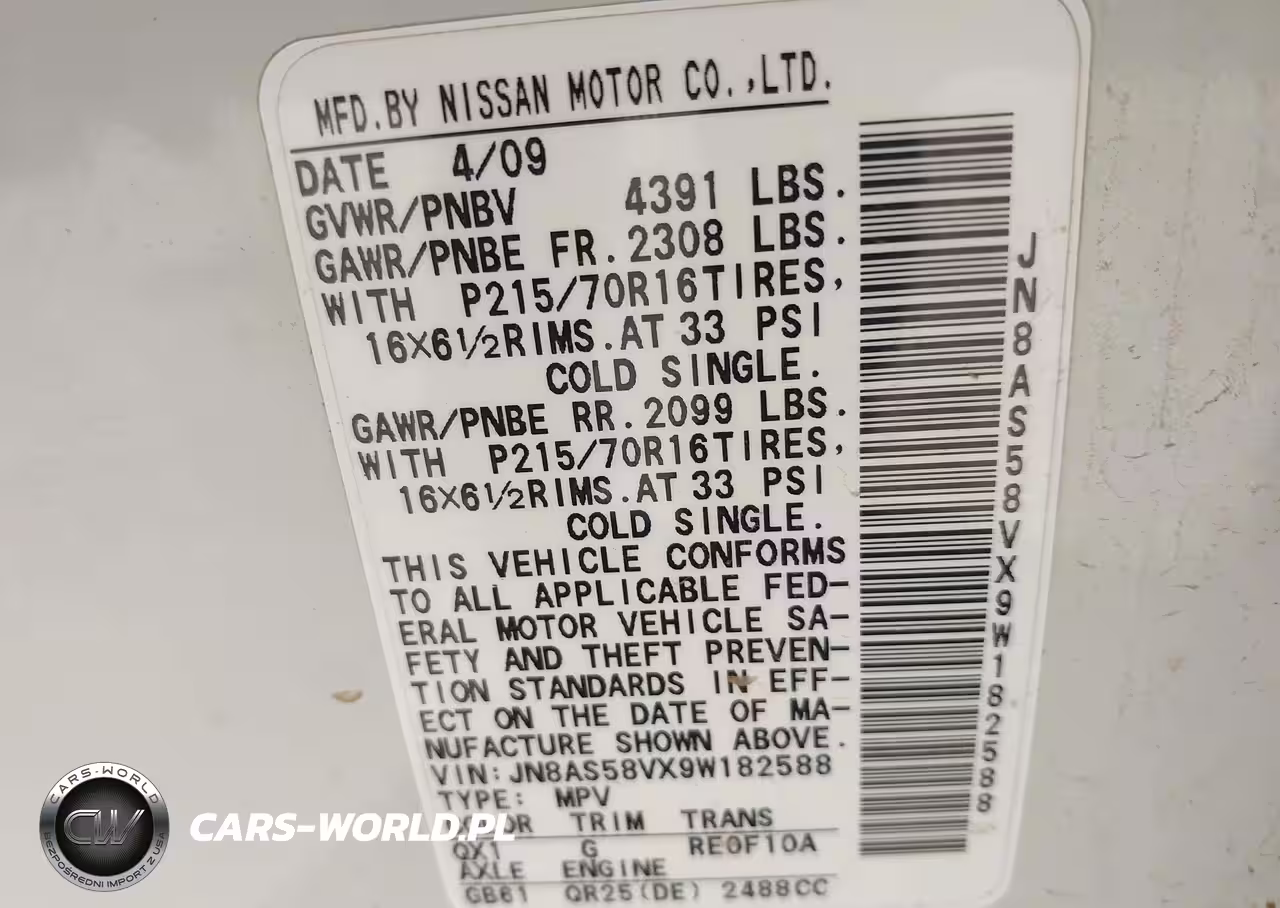 MFD.BY NISSAN MOTOR CO.,LTD.
DATE 4/09
GVWR/PNBV 4391 LBS.
GAWR/PNBE FR.2308 LBS.
WITH P215/70R16TIRES,
16X6½RIMS.AT 33 PSI
COLD SINGLE.
GAWR/PNBE RR.2099 LBS.
WITH P215/70R16TIRES,
16X6½RIMS.AT 33 PSI
COLD SINGLE.
THIS VEHICLE CONFORMS
TO ALL APPLICABLE FED-
ERAL MOTOR VEHICLE SA-
FETY AND THEFT PREVEN-
TION STANDARDS IN EFF-
ECT ON THE DATE OF MA-
NUFACTURE SHOWN ABOVE.
VIN:JN8AS58VX9W182588
TYPE: MPV
TRIM TRANS
QX1 G RE0F10A
AXLE ENGINE
GB61 QR25(DE) 2488CC
JN8AS58VX9W182588
CARS-WORLD
CW
BEZPOŚREDNI IMPORT Z USA
CARS-WORLD.PL